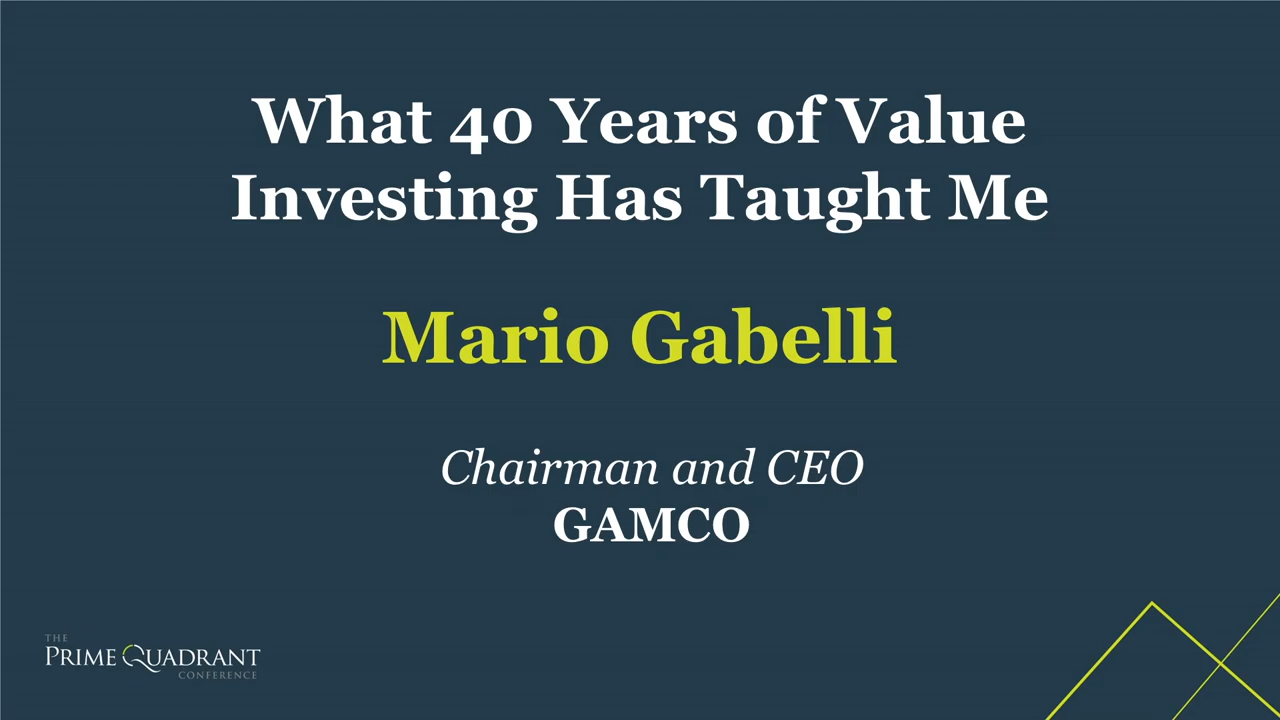 What 40 Years of Value
Investing Has Taught Me
Mario Gabelli
Chairman and CEO
GAMCO
THE
PRIME QUADRANT
CONFERENCE